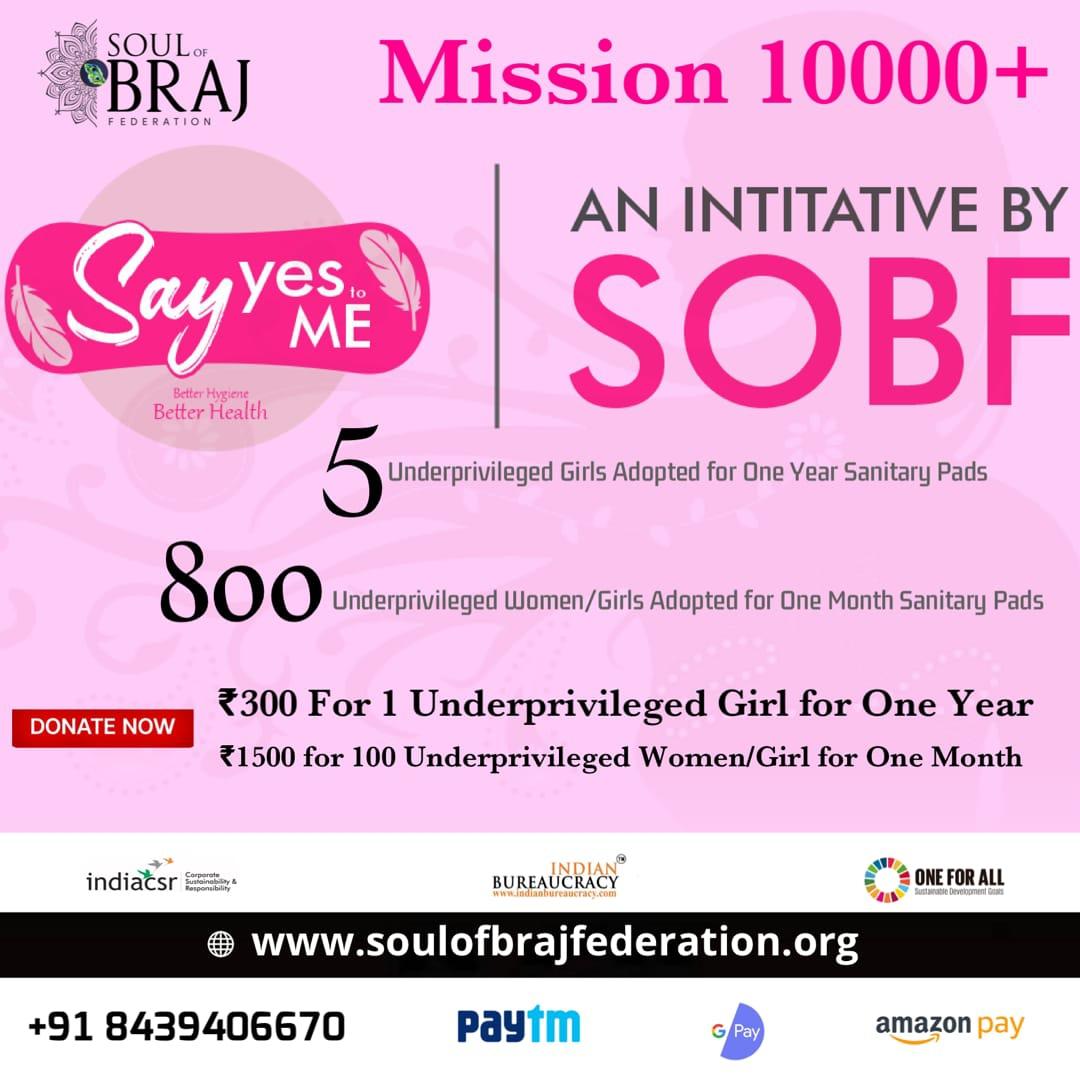 SOUL OF
BRAJ
FEDERATION
Mission 10000+
Say yes to ME
Better Hygiene
Better Health
AN INTITATIVE BY
SOBF
5 Underprivileged Girls Adopted for One Year Sanitary Pads
800 Underprivileged Women/Girls Adopted for One Month Sanitary Pads
DONATE NOW
₹300 For 1 Underprivileged Girl for One Year
₹1500 for 100 Underprivileged Women/Girl for One Month
indiacsr
Corporate
Sustainability &
Responsibility
INDIAN TM
BUREAUCRACY
www.indianbureaucracy.com
ONE FOR ALL
Sustainable Development Goals
www.soulofbrajfederation.org
+91 8439406670
paytm
G Pay
amazon pay